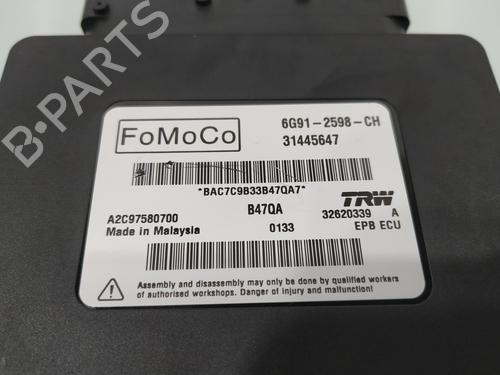 FoMoCo
6G91-2598-CH
31445647
*BAC7C9B33B47QA7*
A2C97580700
B47QA
TRW
32620339 A
Made in Malaysia
0133
EPB ECU
Assembly and disassembly may only be done by qualified workers
of authorised workshops. Danger of injury and malfunction!
B-PARTS